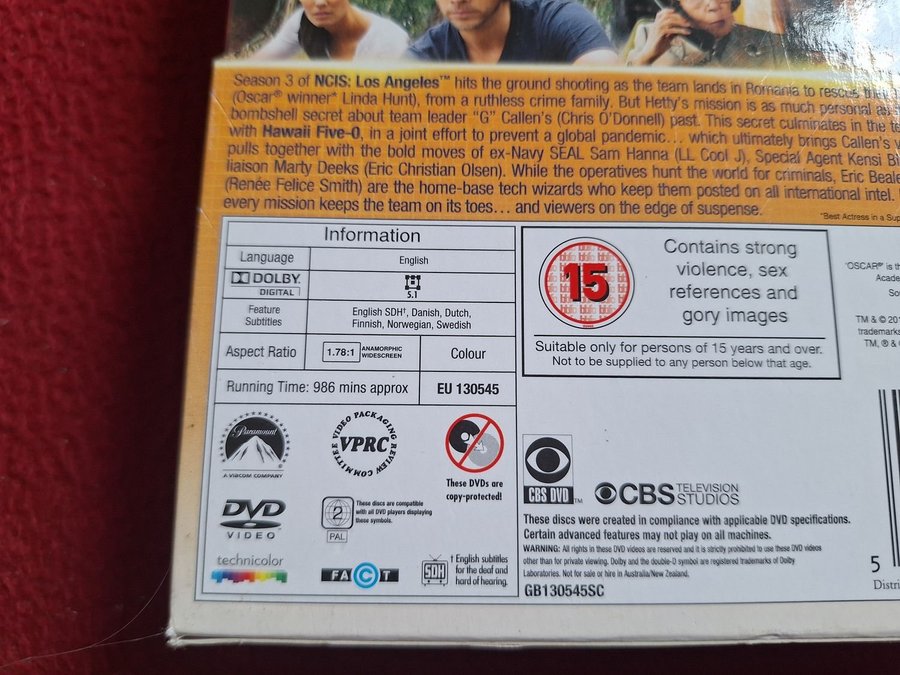 Season 3 of NCIS: Los Angeles™ hits the ground shooting as the team lands in Romania to rescue
(Oscar® winner* Linda Hunt), from a ruthless crime family. But Hetty's mission is as much personal as
bombshell secret about team leader "G" Callen's (Chris O'Donnell) past. This secret culminates in the
with Hawaii Five-0, in a joint effort to prevent a global pandemic... which ultimately brings Callen's
pulls together with the bold moves of ex-Navy SEAL Sam Hanna (LL Cool J), Special Agent Kensi
liaison Marty Deeks (Eric Christian Olsen). While the operatives hunt the world for criminals, Eric
(Renée Felice Smith) are the home-base tech wizards who keep them posted on all international intel.
every mission keeps the team on its toes... and viewers on the edge of suspense.
*Best Actress in a
Information
Language English
DOLBY DIGITAL 5.1
Feature Subtitles English SDH†, Danish, Dutch,
Finnish, Norwegian, Swedish
Aspect Ratio 1.78:1 ANAMORPHIC WIDESCREEN Colour
Running Time: 986 mins approx EU 130545
15
Contains strong
violence, sex
references and
gory images
Suitable only for persons of 15 years and over.
Not to be supplied to any person below that age.
"OSCAR® is
TM & © 
TM, ® &
Paramount
A VIACOM COMPANY
VIDEO PACKAGING REVIEW COMMITTEE
VPRC
These DVDs are
copy-protected!
DVD
VIDEO
2
PAL
These discs are compatible
with all DVD players displaying
these symbols.
technicolor
FACT
SDH
† English subtitles
for the deaf and
hard of hearing.
CBS DVD™
CBS TELEVISION
STUDIOS
These discs were created in compliance with applicable DVD specifications.
Certain advanced features may not play on all machines.
WARNING: All rights in these DVD videos are reserved and it is strictly prohibited to use these DVD videos
other than for private viewing. Dolby and the double-D symbol are registered trademarks of Dolby
Laboratories. Not for sale or hire in Australia/New Zealand.
GB130545SC
5